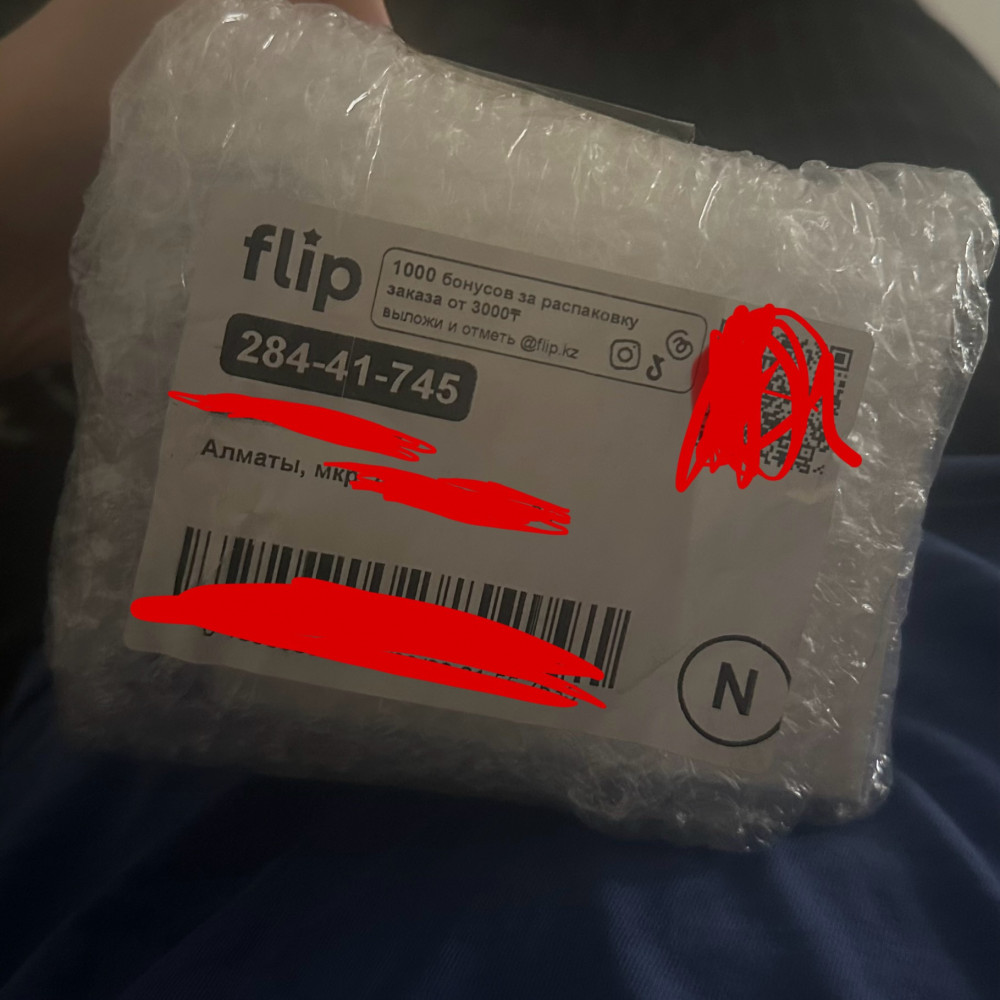 flip
1000 бонусов за распаковку
заказа от 3000₸
выложи и отметь @flip.kz
284-41-745
Алматы, мкр
N